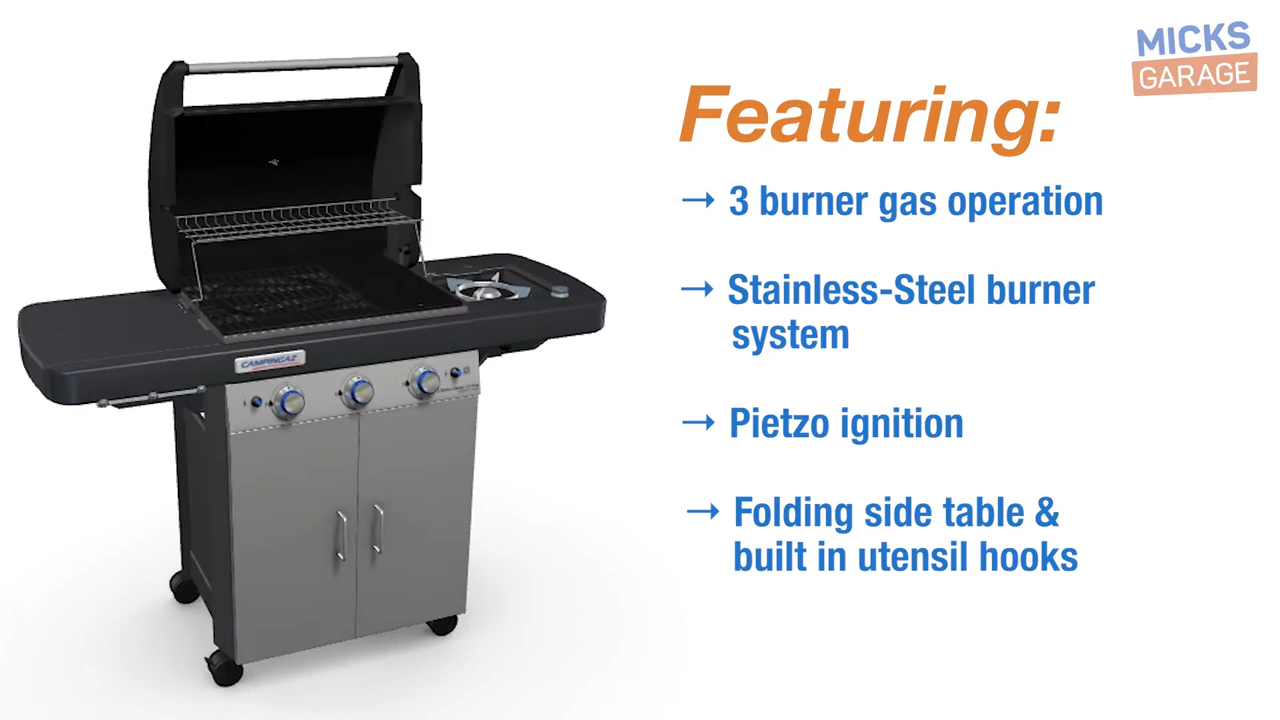 MICKS
GARAGE
Featuring:
→ 3 burner gas operation
→ Stainless-Steel burner
system
→ Pietzo ignition
→ Folding side table &
built in utensil hooks
CAMPINGAZ